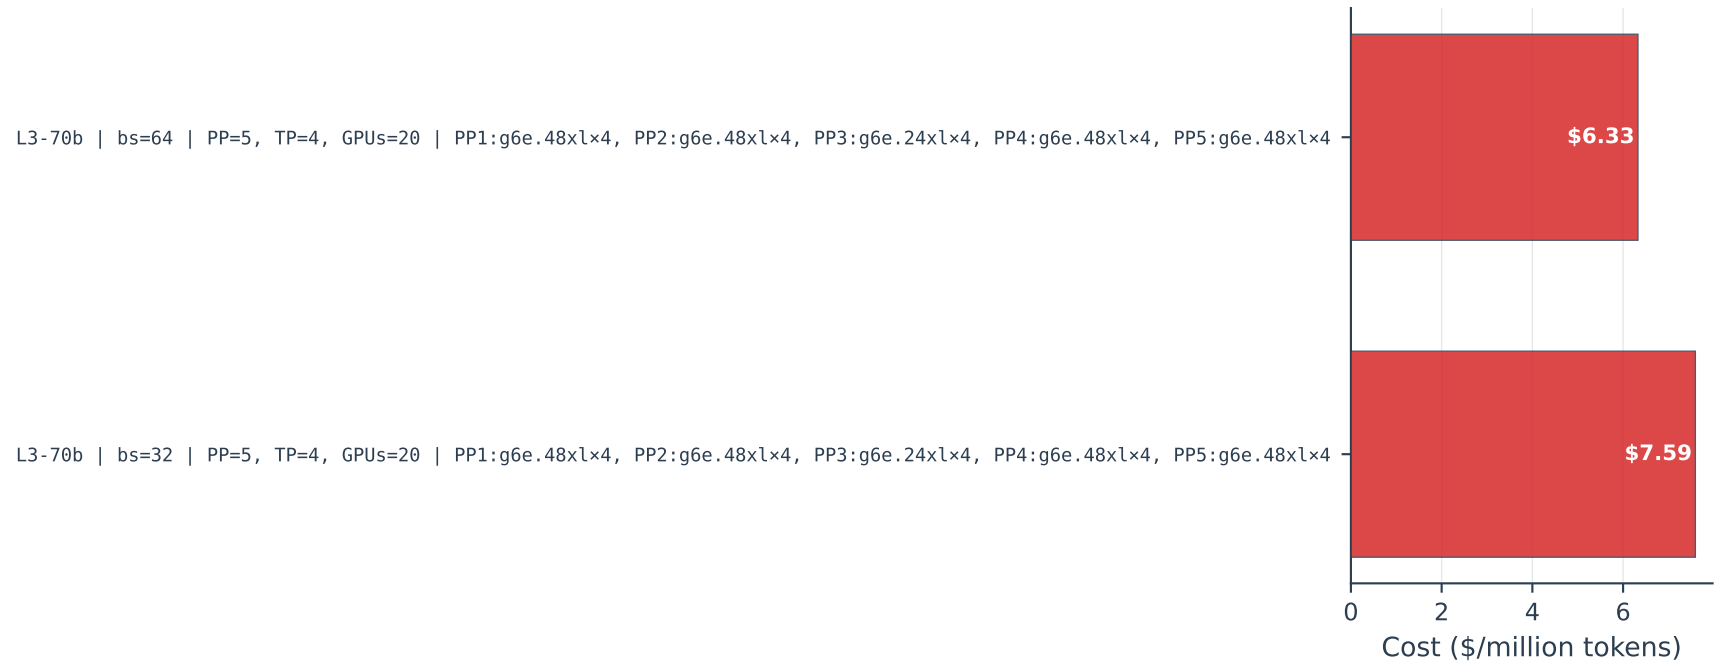 L3-70b | bs=64 | PP=5, TP=4, GPUs=20 | PP1:g6e.48xl×4, PP2:g6e.48xl×4, PP3:g6e.24xl×4, PP4:g6e.48xl×4, PP5:g6e.48xl×4
$6.33
L3-70b | bs=32 | PP=5, TP=4, GPUs=20 | PP1:g6e.48xl×4, PP2:g6e.48xl×4, PP3:g6e.24xl×4, PP4:g6e.48xl×4, PP5:g6e.48xl×4
$7.59
0 2 4 6
Cost ($/million tokens)